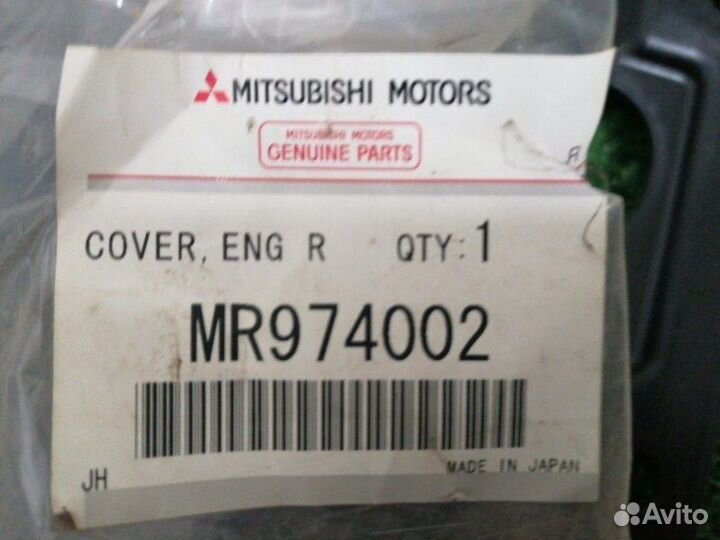 MITSUBISHI MOTORS
MITSUBISHI MOTORS
GENUINE PARTS
A
COVER, ENG R QTY: 1
MR974002
MADE IN JAPAN
JH
Avito